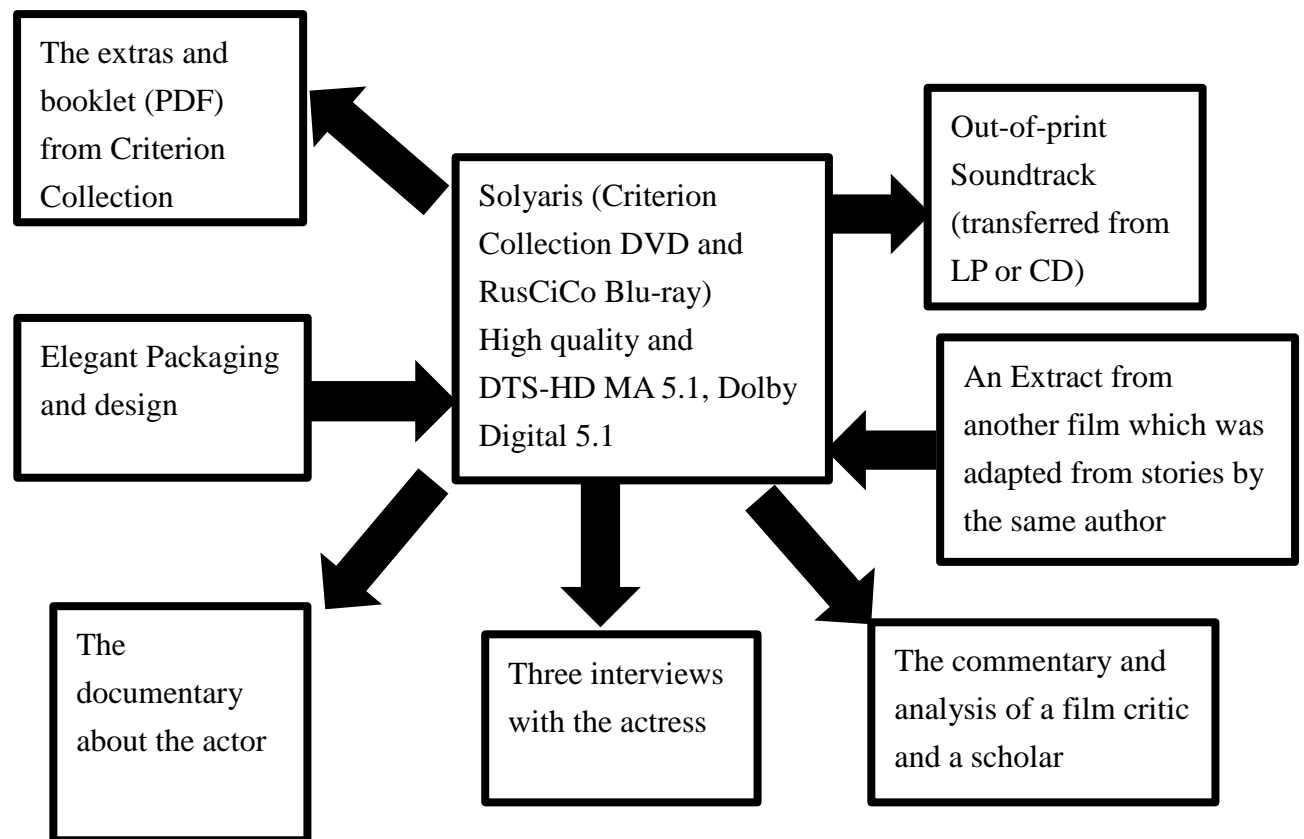 The extras and
booklet (PDF)
from Criterion
Collection
Solyaris (Criterion
Collection DVD and
RusCiCo Blu-ray)
High quality and
DTS-HD MA 5.1, Dolby
Digital 5.1
Out-of-print
Soundtrack
(transferred from
LP or CD)
Elegant Packaging
and design
An Extract from
another film which was
adapted from stories by
the same author
The
documentary
about the actor
Three interviews
with the actress
The commentary and
analysis of a film critic
and a scholar